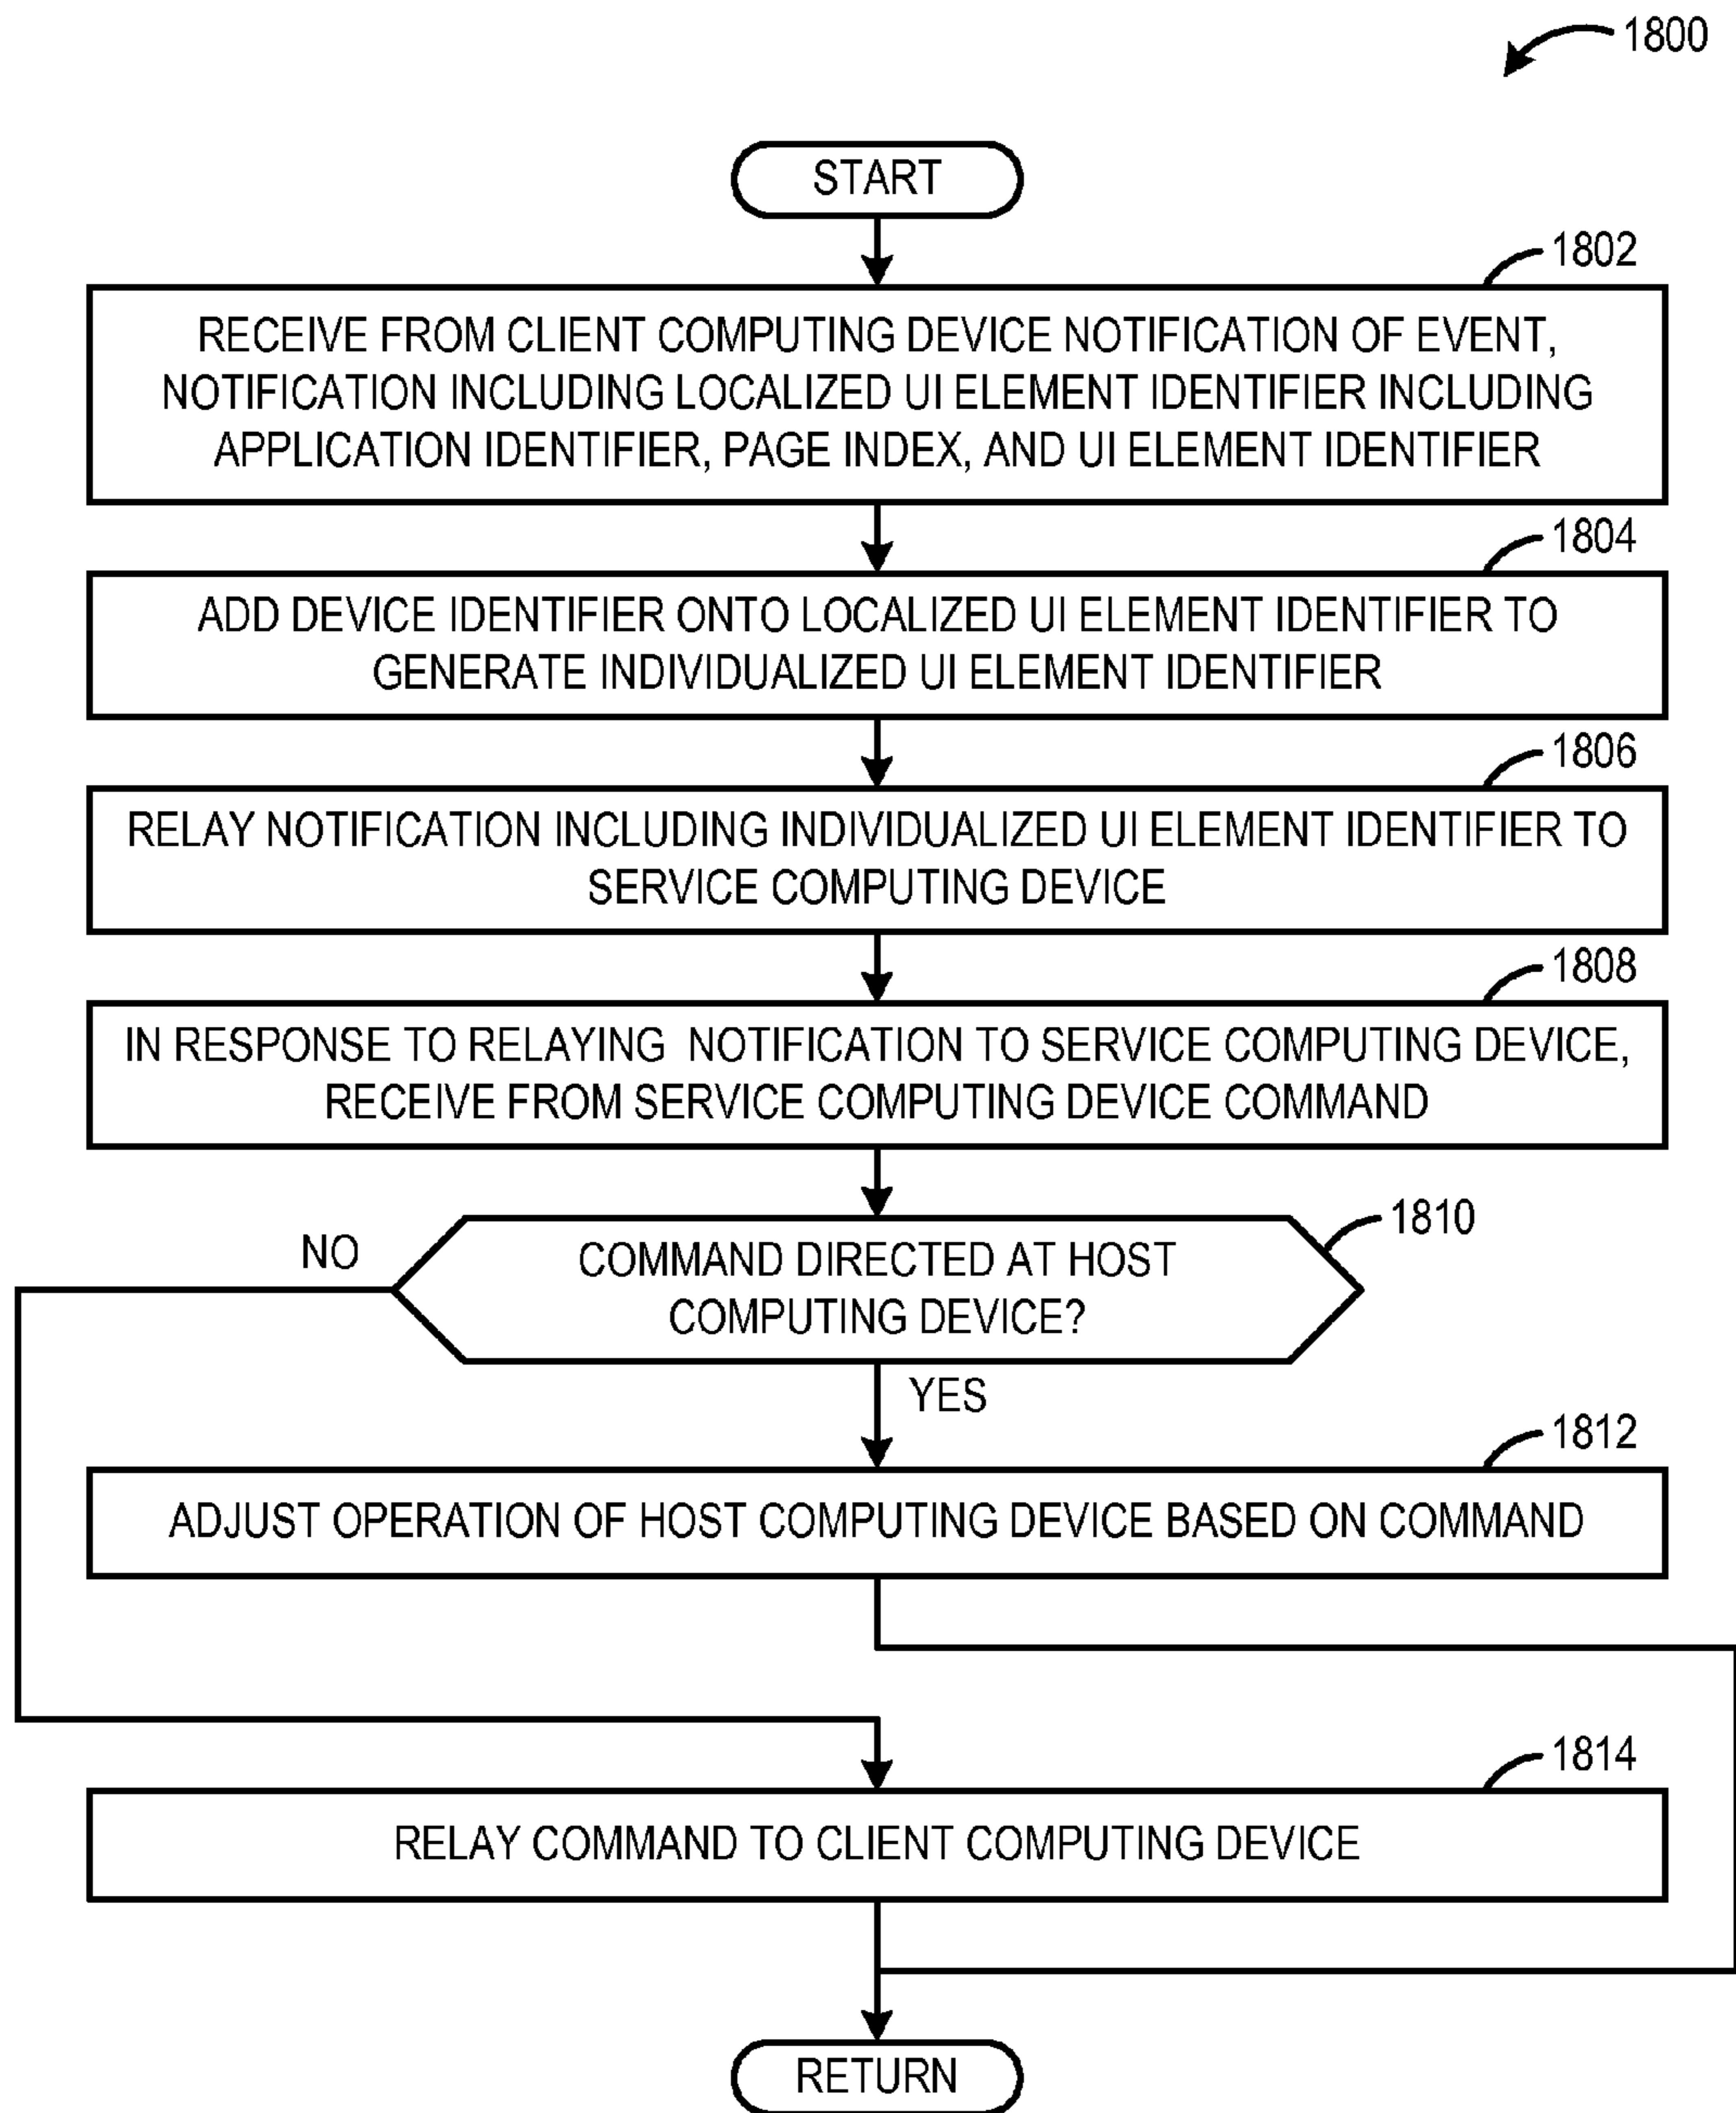 1800
START
1802
RECEIVE FROM CLIENT COMPUTING DEVICE NOTIFICATION OF EVENT,
NOTIFICATION INCLUDING LOCALIZED UI ELEMENT IDENTIFIER INCLUDING
APPLICATION IDENTIFIER, PAGE INDEX, AND UI ELEMENT IDENTIFIER
1804
ADD DEVICE IDENTIFIER ONTO LOCALIZED UI ELEMENT IDENTIFIER TO
GENERATE INDIVIDUALIZED UI ELEMENT IDENTIFIER
1806
RELAY NOTIFICATION INCLUDING INDIVIDUALIZED UI ELEMENT IDENTIFIER TO
SERVICE COMPUTING DEVICE
1808
IN RESPONSE TO RELAYING NOTIFICATION TO SERVICE COMPUTING DEVICE,
RECEIVE FROM SERVICE COMPUTING DEVICE COMMAND
1810
NO
COMMAND DIRECTED AT HOST
COMPUTING DEVICE?
YES
1812
ADJUST OPERATION OF HOST COMPUTING DEVICE BASED ON COMMAND
1814
RELAY COMMAND TO CLIENT COMPUTING DEVICE
RETURN